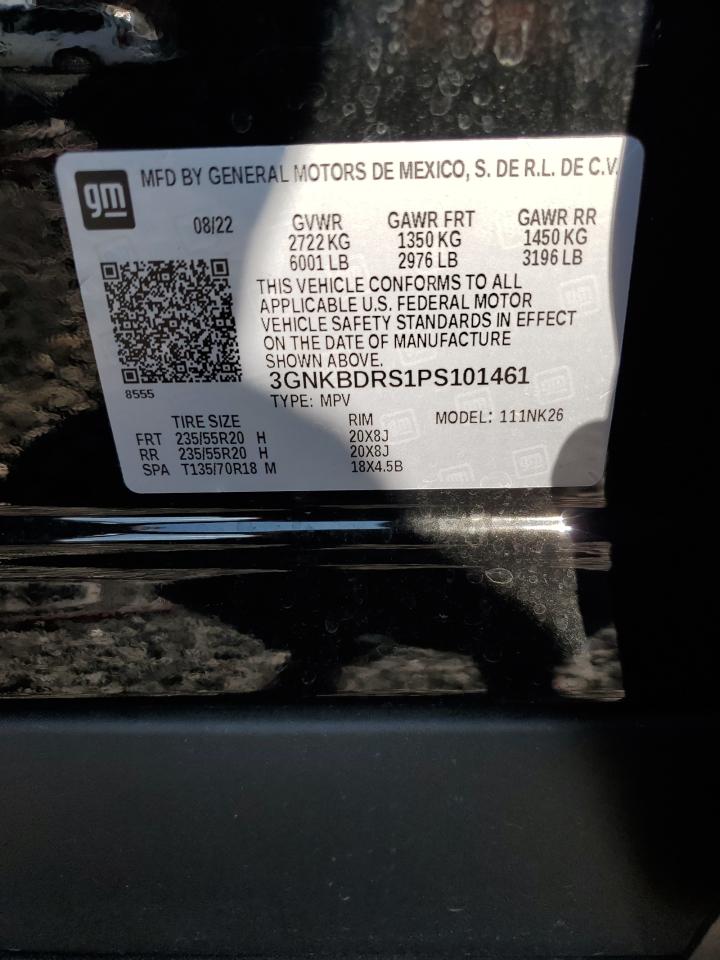 gm
MFD BY GENERAL MOTORS DE MEXICO, S. DE R.L. DE C.V.
08/22
GVWR GAWR FRT GAWR RR
2722 KG 1350 KG 1450 KG
6001 LB 2976 LB 3196 LB
THIS VEHICLE CONFORMS TO ALL
APPLICABLE U.S. FEDERAL MOTOR
VEHICLE SAFETY STANDARDS IN EFFECT
ON THE DATE OF MANUFACTURE
SHOWN ABOVE.
8555
3GNKBDRS1PS101461
TYPE: MPV
TIRE SIZE RIM MODEL: 111NK26
FRT 235/55R20 H 20X8J
RR 235/55R20 H 20X8J
SPA T135/70R18 M 18X4.5B